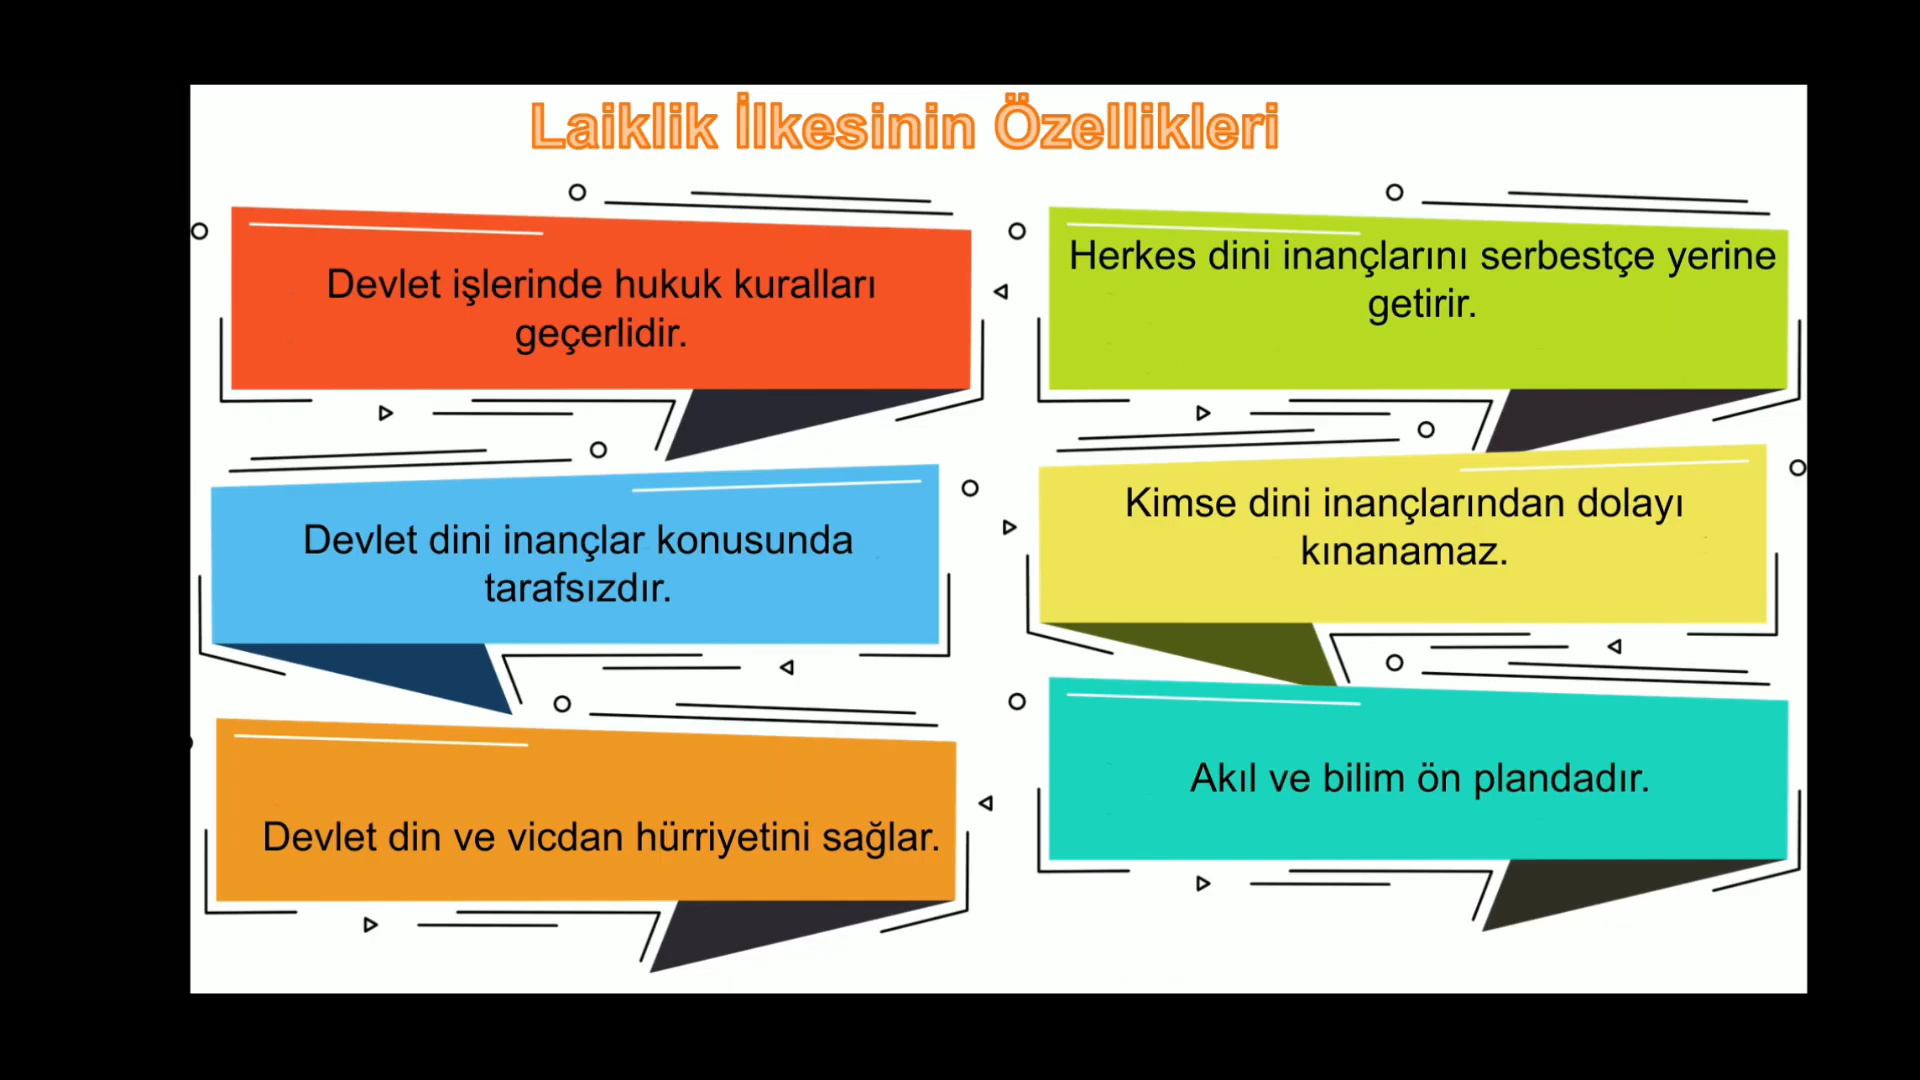 Laiklik İlkesinin Özellikleri
Devlet işlerinde hukuk kuralları
geçerlidir.
Herkes dini inançlarını serbestçe yerine
getirir.
Devlet dini inançlar konusunda
tarafsızdır.
Kimse dini inançlarından dolayı
kınanamaz.
Devlet din ve vicdan hürriyetini sağlar.
Akıl ve bilim ön plandadır.